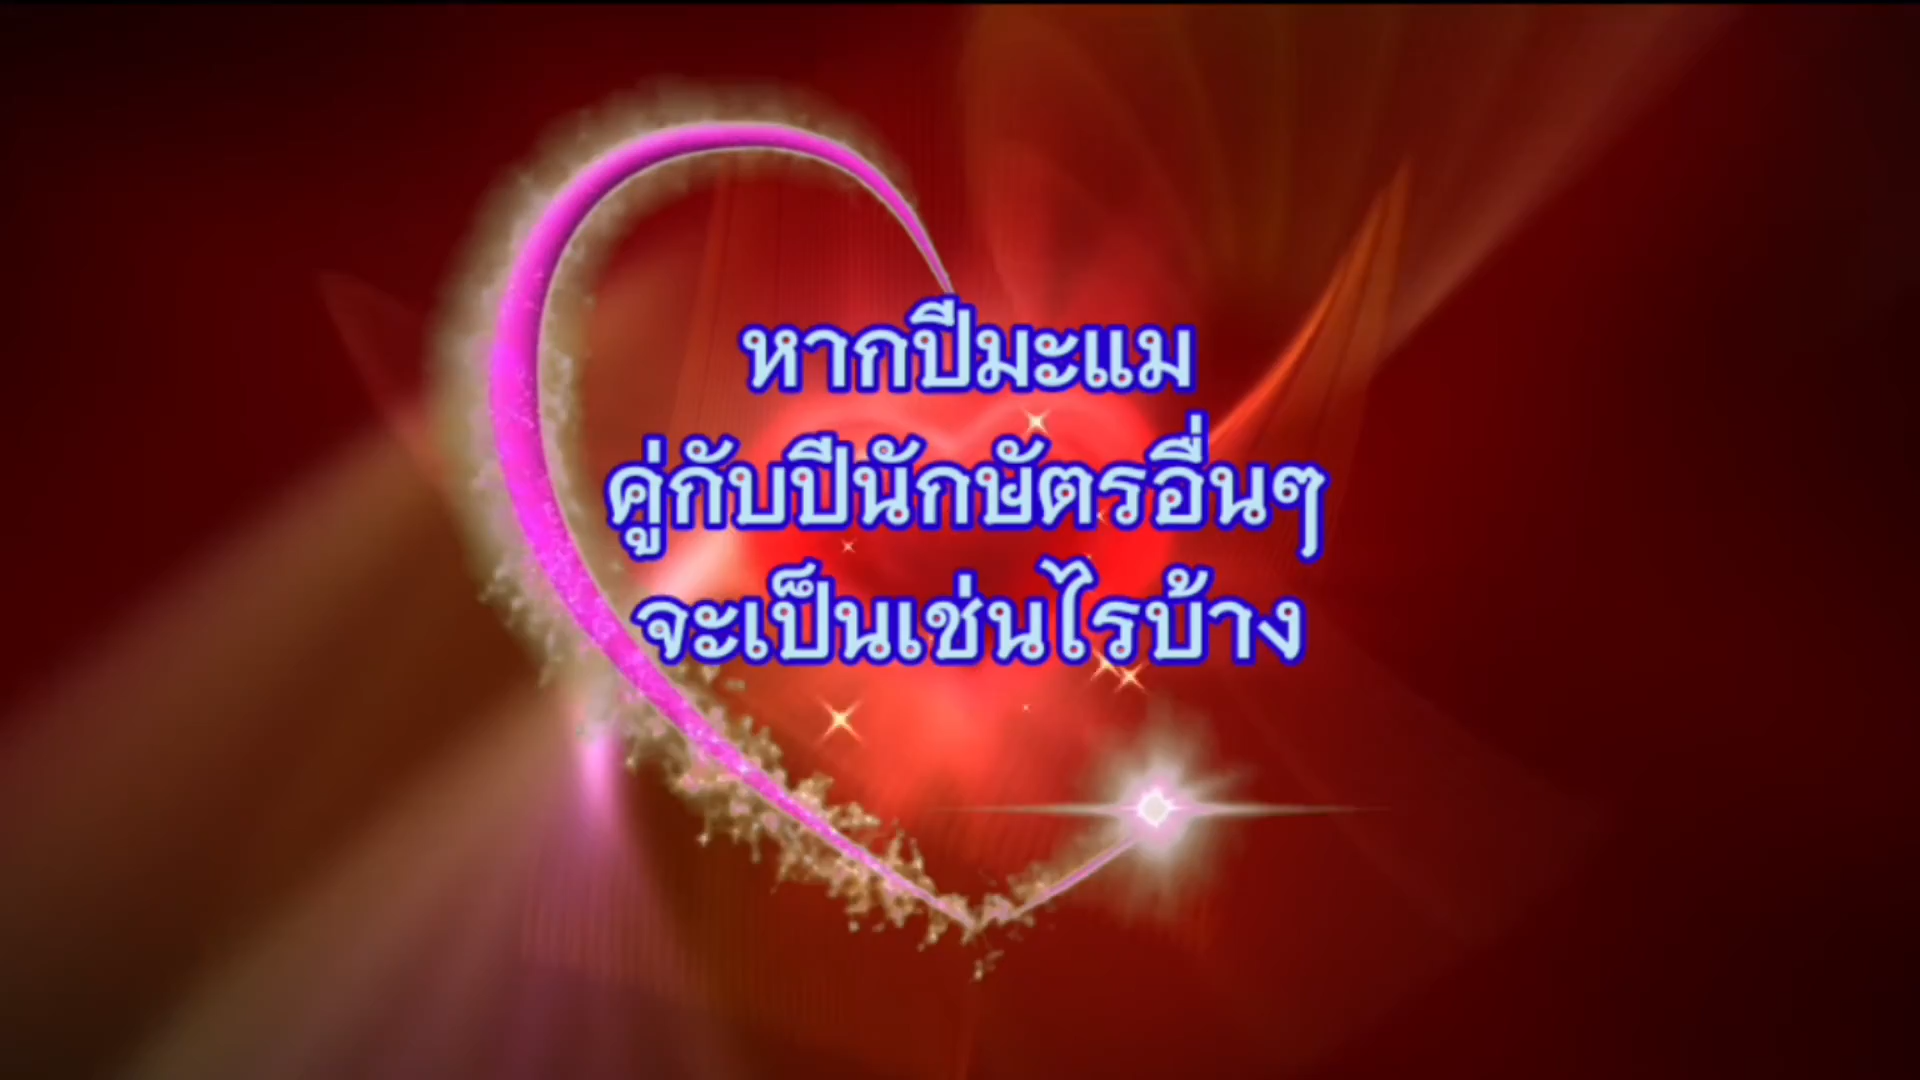 หากปีมะแม
คู่กับปีนักษัตรอื่นๆ
จะเป็นเช่นไรบ้าง